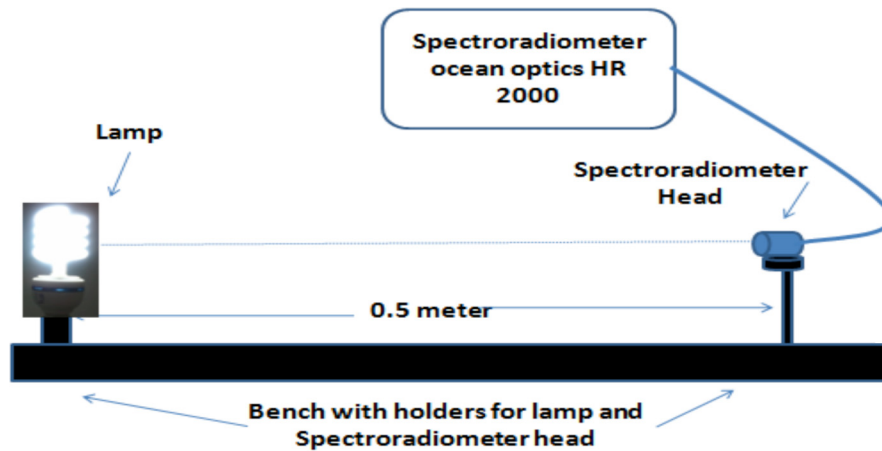 Spectroradiometer
ocean optics HR
2000
Lamp
Spectroradiometer
Head
0.5 meter
Bench with holders for lamp and
Spectroradiometer head